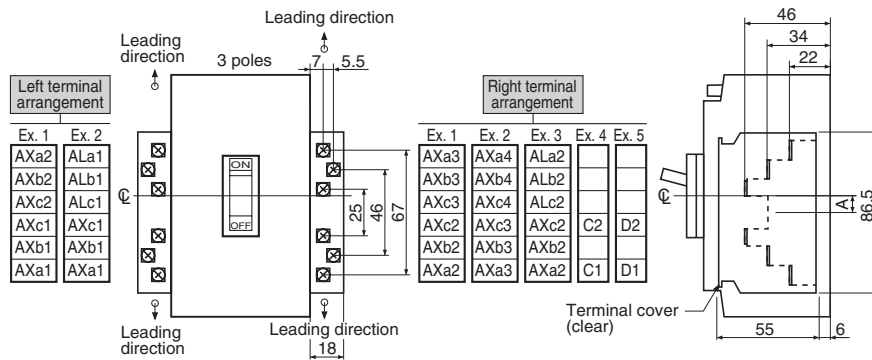 Leading direction
Leading direction
3 poles
7
5.5
46
34
22
Left terminal arrangement
Right terminal arrangement
Ex. 1 Ex. 2
AXa2 ALa1
AXb2 ALb1
AXc2 ALc1
AXc1 AXc1
AXb1 AXb1
AXa1 AXa1
ON
OFF
℄
25
46
67
Ex. 1 Ex. 2 Ex. 3 Ex. 4 Ex. 5
AXa3 AXa4 ALa2
AXb3 AXb4 ALb2
AXc3 AXc4 ALc2
AXc2 AXc3 AXc2 C2 D2
AXb2 AXb3 AXb2
AXa2 AXa3 AXa2 C1 D1
℄
A
86.5
Terminal cover
(clear)
Leading direction
Leading direction
18
55
6